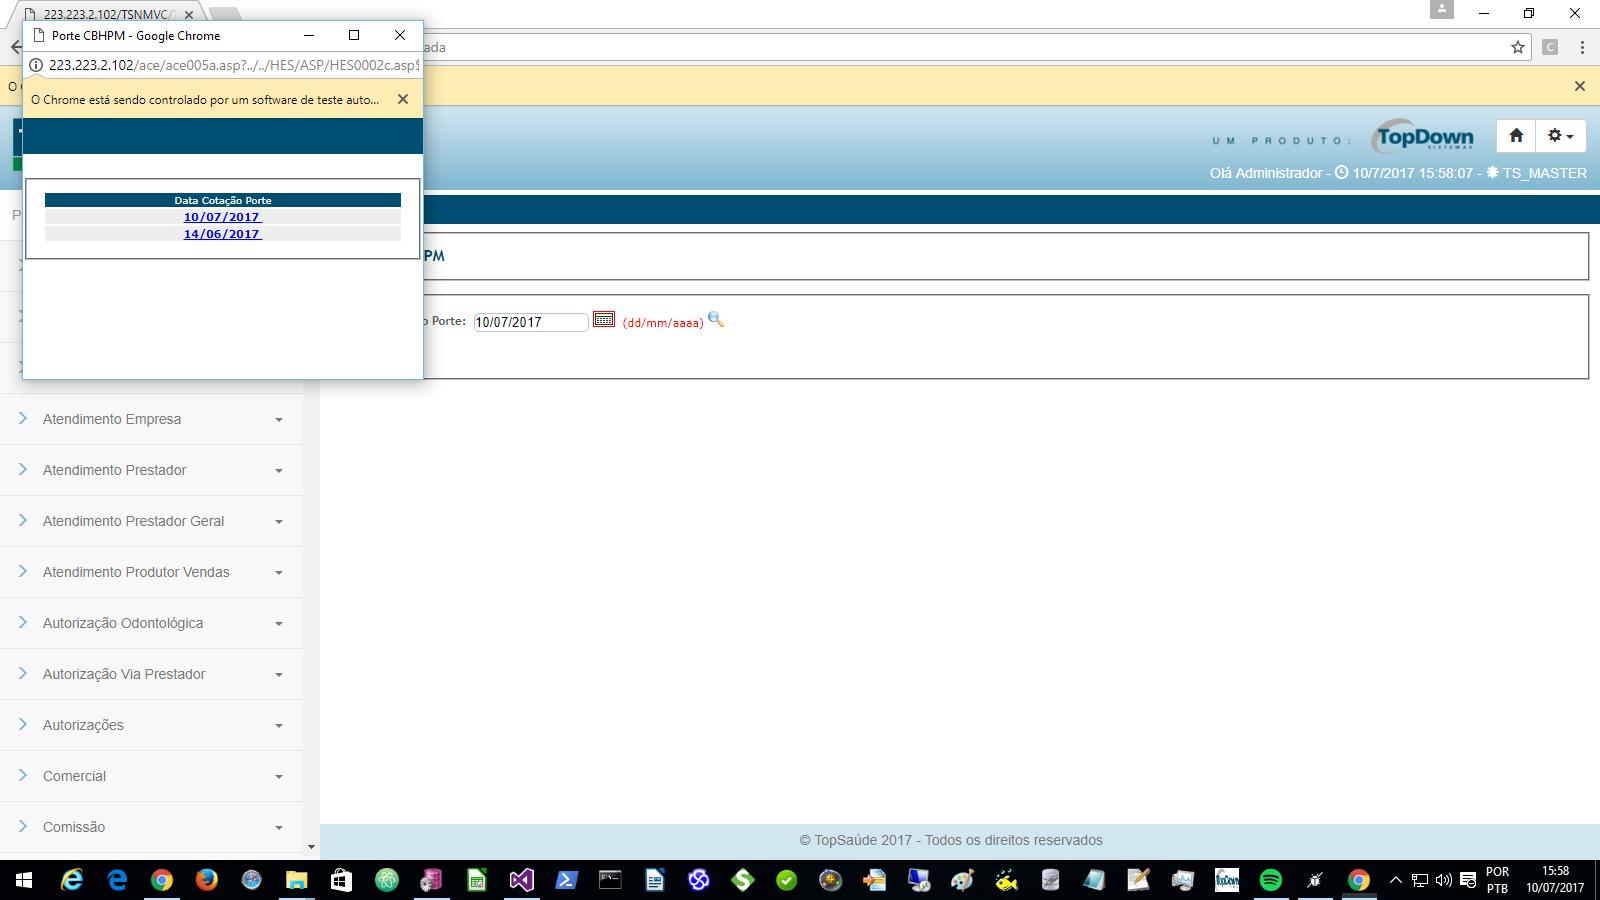 223.223.2.102/TSNMVC/
Porte CBHPM - Google Chrome
223.223.2.102/ace/ace005a.asp?../../HES/ASP/HES0002c.asp
O Chrome está sendo controlado por um software de teste auto...
Data Cotação Porte
10/07/2017
14/06/2017
ada
C
O
UM PRODUTO:
TopDown
SISTEMAS
Olá Administrador - 10/7/2017 15:58:07 - TS_MASTER
P
PM
o Porte: 10/07/2017 (dd/mm/aaaa)
Atendimento Empresa
Atendimento Prestador
Atendimento Prestador Geral
Atendimento Produtor Vendas
Autorização Odontológica
Autorização Via Prestador
Autorizações
Comercial
Comissão
© TopSaúde 2017 - Todos os direitos reservados
TopDown
POR
PTB
15:58
10/07/2017